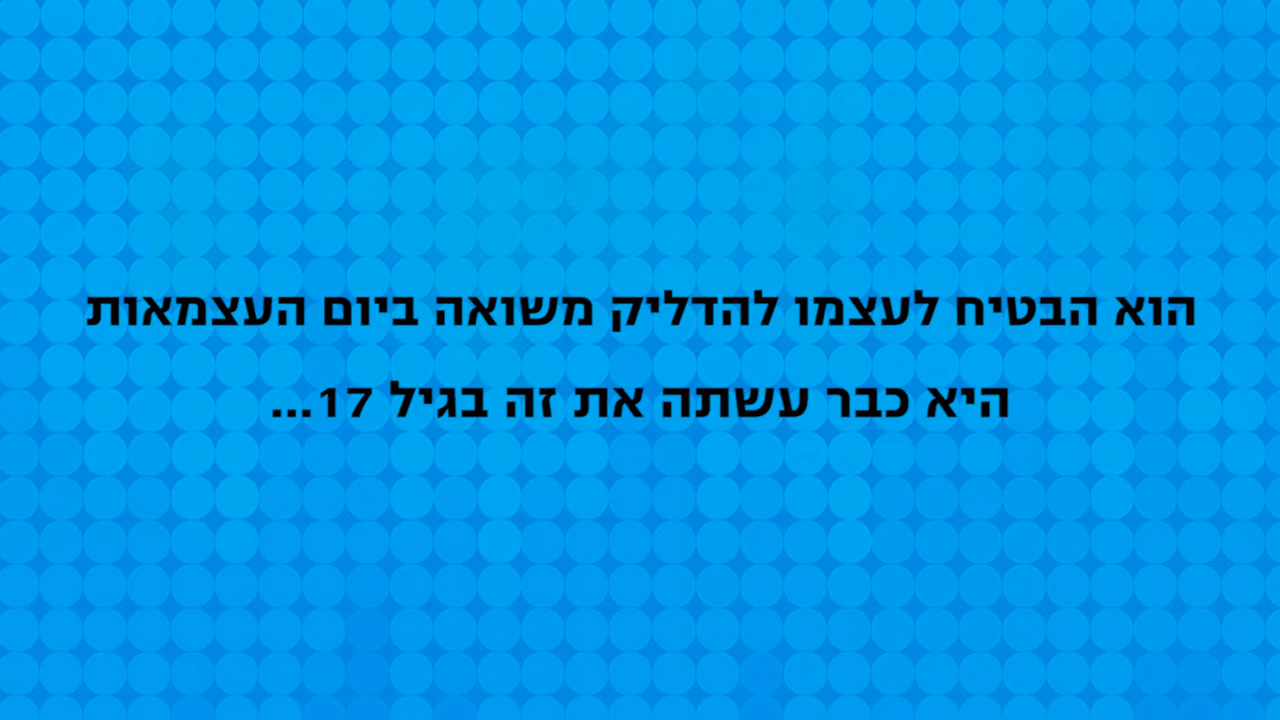 הוא הבטיח לעצמו להדליק משואה ביום העצמאות
היא כבר עשתה את זה בגיל 17...